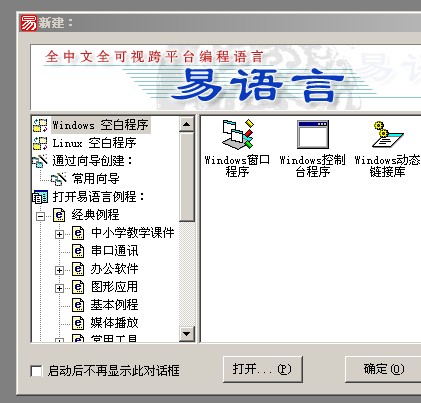 新建：
全中文全可视跨平台编程语言
易语言
Windows 空白程序
Linux 空白程序
通过向导创建：
常用向导
打开易语言例程：
经典例程
中小学教学课件
串口通讯
办公软件
图形应用
基本例程
媒体播放
常用工具
Windows窗口
程序
Windows控制
台程序
Windows动态
链接库
启动后不再显示此对话框
打开...(P)
确定(O)